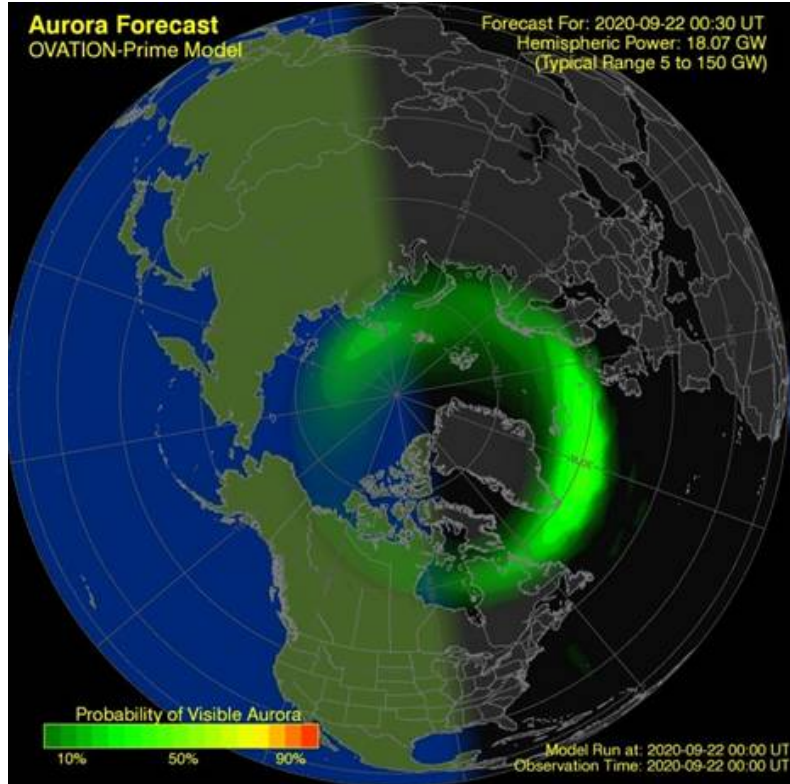 Aurora Forecast
OVATION-Prime Model
Forecast For: 2020-09-22 00:30 UT
Hemispheric Power: 18.07 GW
(Typical Range 5 to 150 GW)
Probability of Visible Aurora
10% 50% 90%
Model Run at: 2020-09-22 00:00 UT
Observation Time: 2020-09-22 00:00 UT